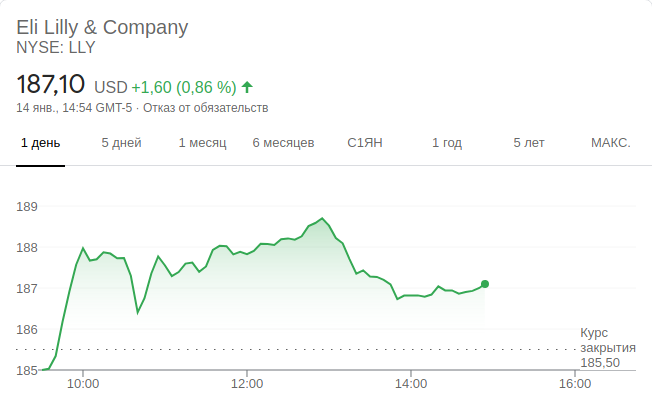 Eli Lilly & Company
NYSE: LLY
187,10 USD +1,60 (0,86 %) ↑
14 янв., 14:54 GMT-5 · Отказ от обязательств
1 день 5 дней 1 месяц 6 месяцев С1ЯН 1 год 5 лет МАКС.
189
188
187
186
185
Курс
закрытия
185,50
10:00 12:00 14:00 16:00